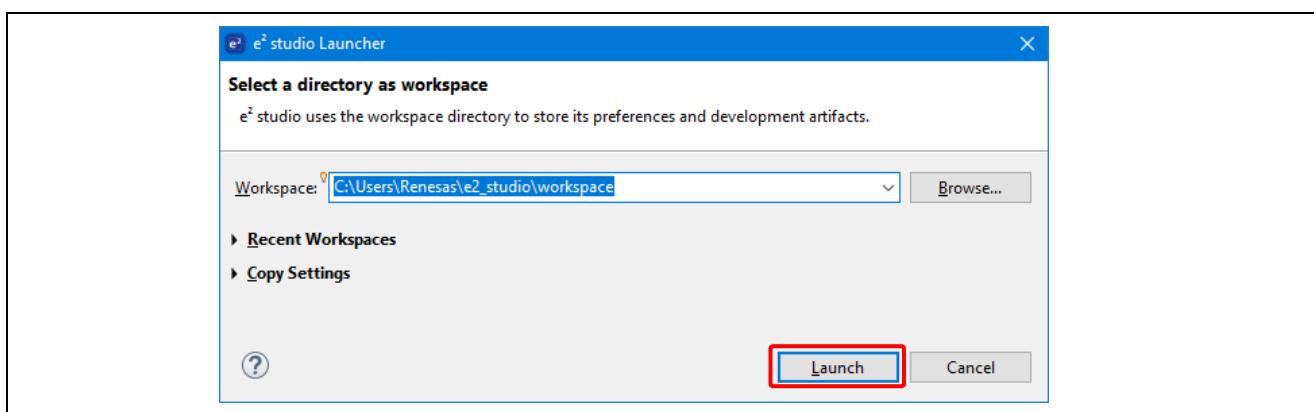 e² e² studio Launcher
Select a directory as workspace
e² studio uses the workspace directory to store its preferences and development artifacts.
Workspace: C:\Users\Renesas\e2_studio\workspace Browse...
Recent Workspaces
Copy Settings
? Launch Cancel